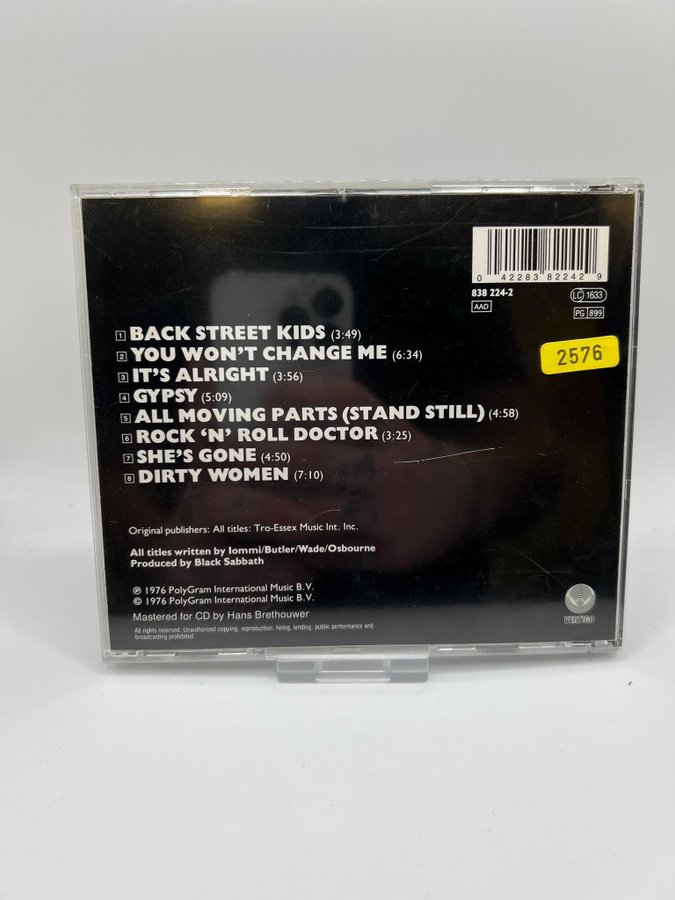 0 42283 82242 9
838 224-2
LC 1633
AAD
PG 899
2576
1 BACK STREET KIDS (3:49)
2 YOU WON'T CHANGE ME (6:34)
3 IT'S ALRIGHT (3:56)
4 GYPSY (5:09)
5 ALL MOVING PARTS (STAND STILL) (4:58)
6 ROCK 'N' ROLL DOCTOR (3:25)
7 SHE'S GONE (4:50)
8 DIRTY WOMEN (7:10)
Original publishers: All titles: Tro-Essex Music Int. Inc.
All titles written by Iommi/Butler/Wade/Osbourne
Produced by Black Sabbath
℗ 1976 PolyGram International Music B.V.
© 1976 PolyGram International Music B.V.
Mastered for CD by Hans Brethouwer
All rights reserved. Unauthorized copying, reproduction, hiring, lending, public performance and
broadcasting prohibited.
VERTIGO